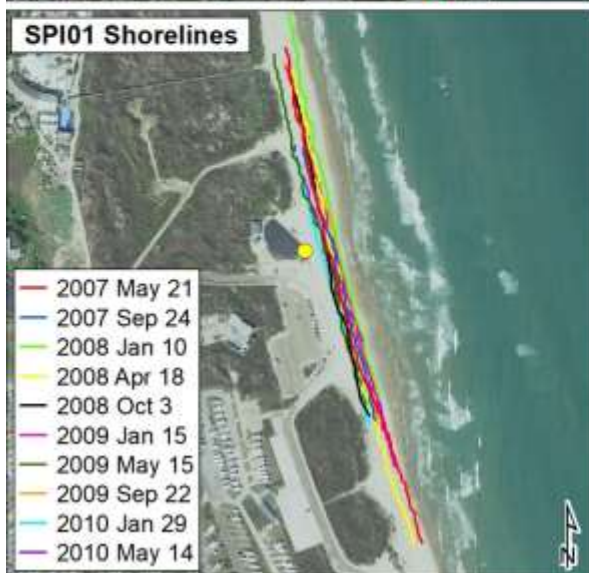 SPI01 Shorelines
2007 May 21
2007 Sep 24
2008 Jan 10
2008 Apr 18
2008 Oct 3
2009 Jan 15
2009 May 15
2009 Sep 22
2010 Jan 29
2010 May 14
N